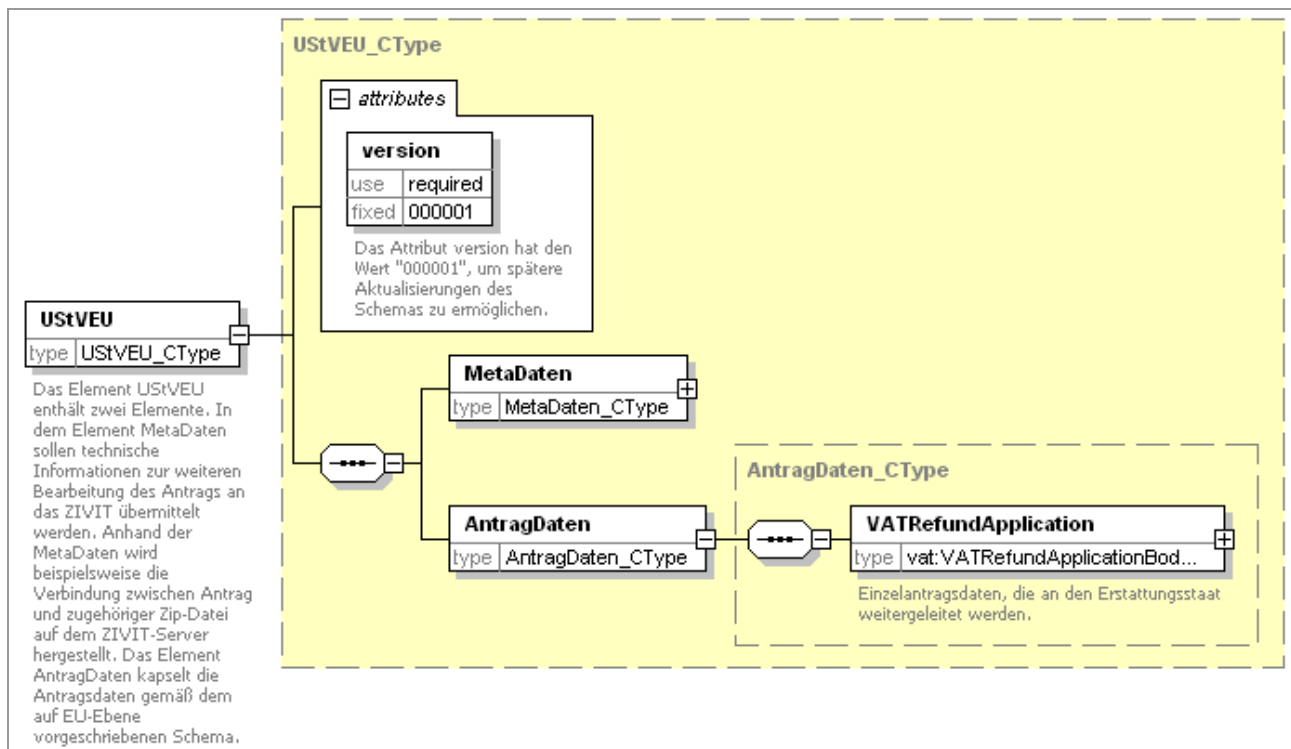 UStVEU_CType
attributes
version
use required
fixed 000001
Das Attribut version hat den
Wert "000001", um spätere
Aktualisierungen des
Schemas zu ermöglichen.
UStVEU
type UStVEU_CType
Das Element UStVEU
enthält zwei Elemente. In
dem Element MetaDaten
sollen technische
Informationen zur weiteren
Bearbeitung des Antrags an
das ZIVIT übermittelt
werden. Anhand der
MetaDaten wird
beispielsweise die
Verbindung zwischen Antrag
und zugehöriger Zip-Datei
auf dem ZIVIT-Server
hergestellt. Das Element
AntragDaten kapselt die
Antragsdaten gemäß dem
auf EU-Ebene
vorgeschriebenen Schema.
MetaDaten
type MetaDaten_CType
AntragDaten
type AntragDaten_CType
AntragDaten_CType
VATRefundApplication
type vat:VATRefundApplicationBod...
Einzelantragsdaten, die an den Erstattungsstaat
weitergeleitet werden.